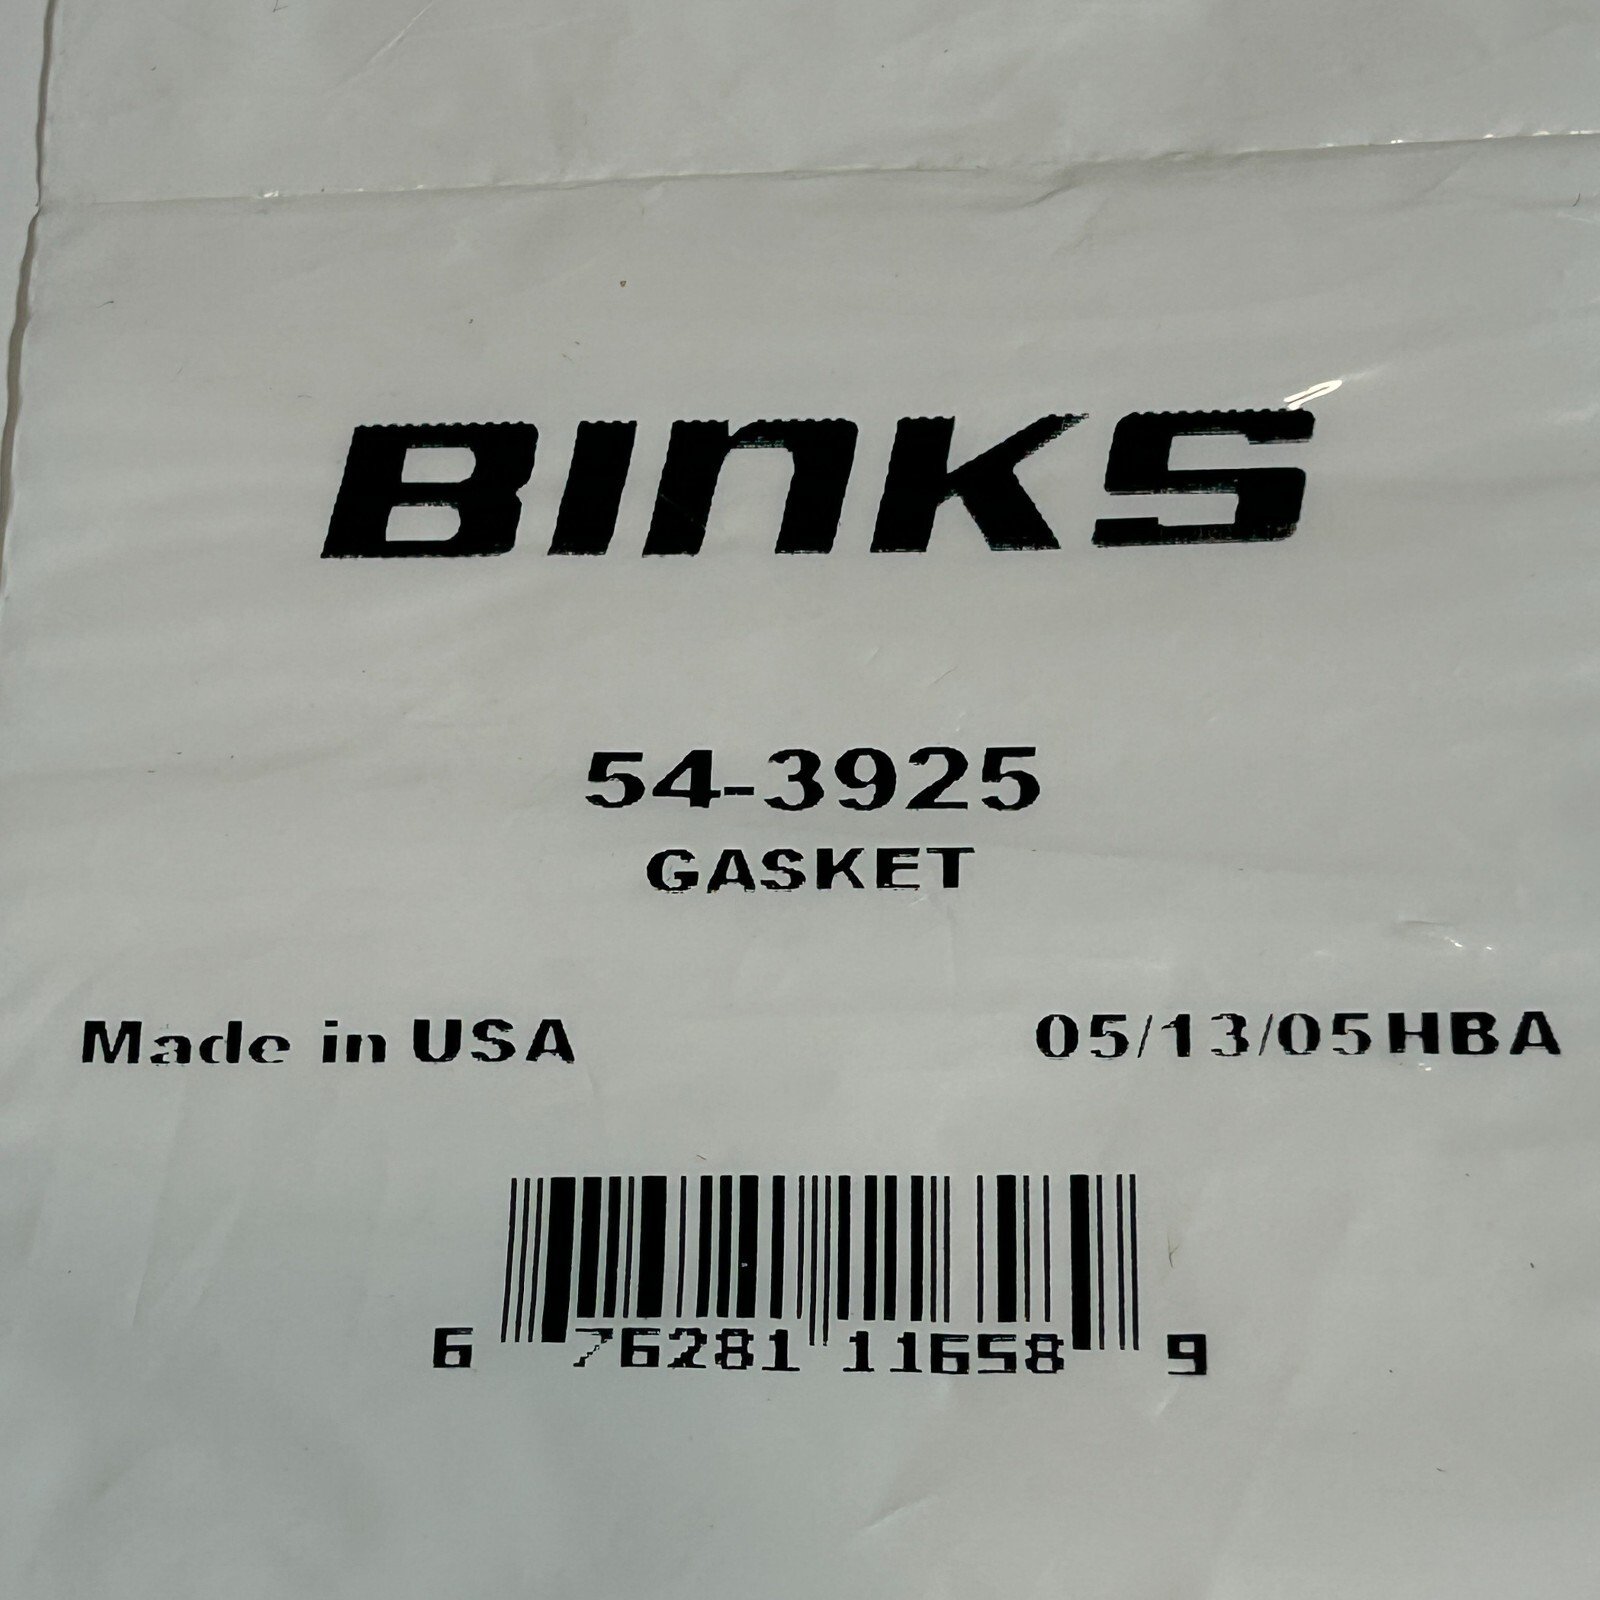 BINKS
54-3925
GASKET
Made in USA 05/13/05HBA
6 76281 11658 9